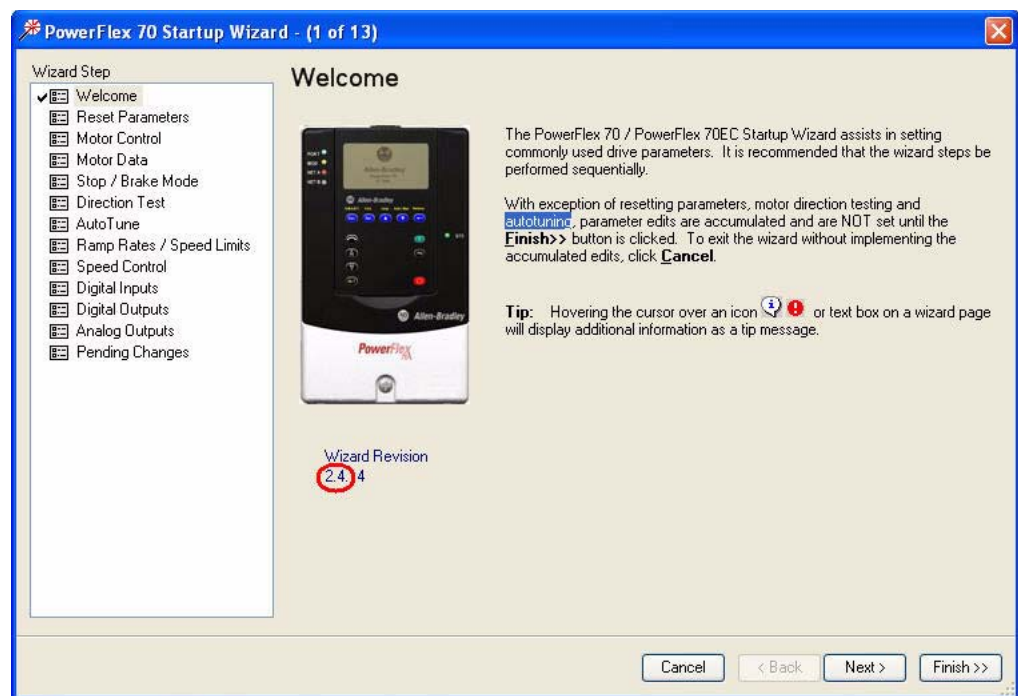 PowerFlex 70 Startup Wizard - (1 of 13)
Wizard Step
Welcome
Reset Parameters
Motor Control
Motor Data
Stop / Brake Mode
Direction Test
AutoTune
Ramp Rates / Speed Limits
Speed Control
Digital Inputs
Digital Outputs
Analog Outputs
Pending Changes
Welcome
Allen-Bradley
PowerFlex
Wizard Revision
2.4. 4
The PowerFlex 70 / PowerFlex 70EC Startup Wizard assists in setting
commonly used drive parameters. It is recommended that the wizard steps be
performed sequentially.
With exception of resetting parameters, motor direction testing and
autotuning, parameter edits are accumulated and are NOT set until the
Finish>> button is clicked. To exit the wizard without implementing the
accumulated edits, click Cancel.
Tip: Hovering the cursor over an icon or text box on a wizard page
will display additional information as a tip message.
Cancel
< Back
Next >
Finish >>